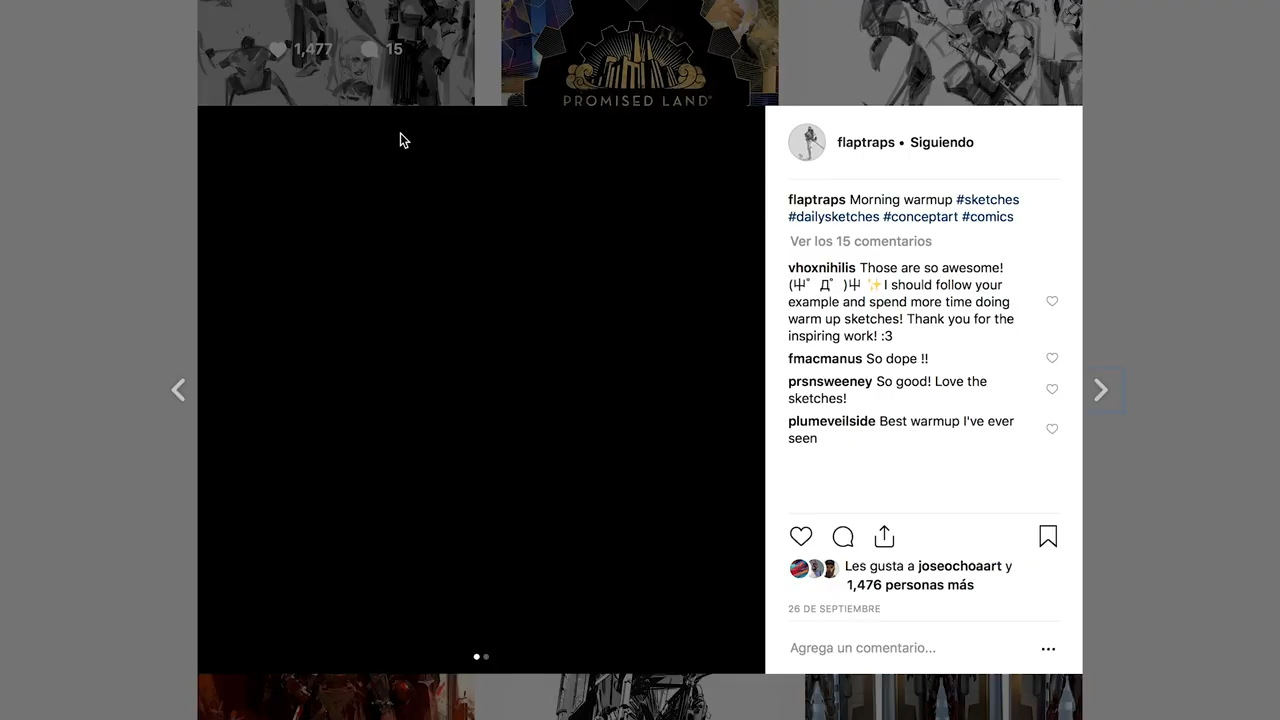 1,477 15
PROMISED LAND
flaptraps • Siguiendo
flaptraps Morning warmup #sketches
#dailysketches #conceptart #comics
Ver los 15 comentarios
vhoxnihilis Those are so awesome!
(屮゜Д゜)屮 ✨I should follow your
example and spend more time doing
warm up sketches! Thank you for the
inspiring work! :3
fmacmanus So dope !!
prsnsweeney So good! Love the
sketches!
plumeveilside Best warmup I've ever
seen
Les gusta a joseochoaart y
1,476 personas más
26 DE SEPTIEMBRE
Agrega un comentario...